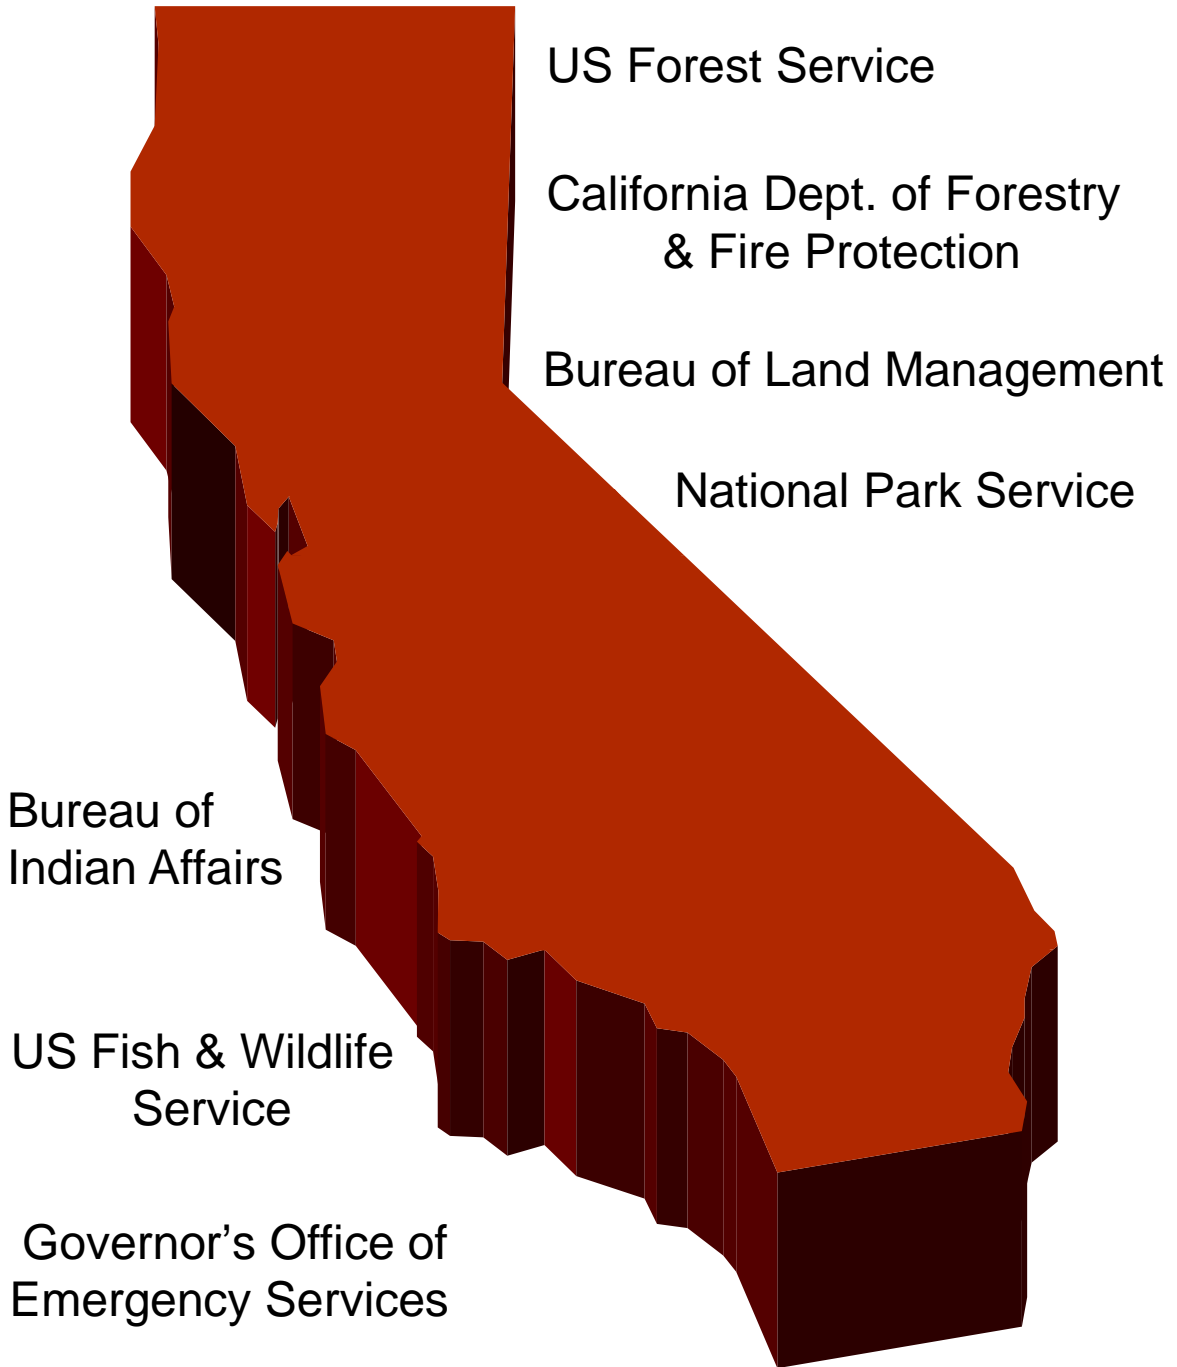 US Forest Service
California Dept. of Forestry
& Fire Protection
Bureau of Land Management
National Park Service
Bureau of
Indian Affairs
US Fish & Wildlife
Service
Governor’s Office of
Emergency Services